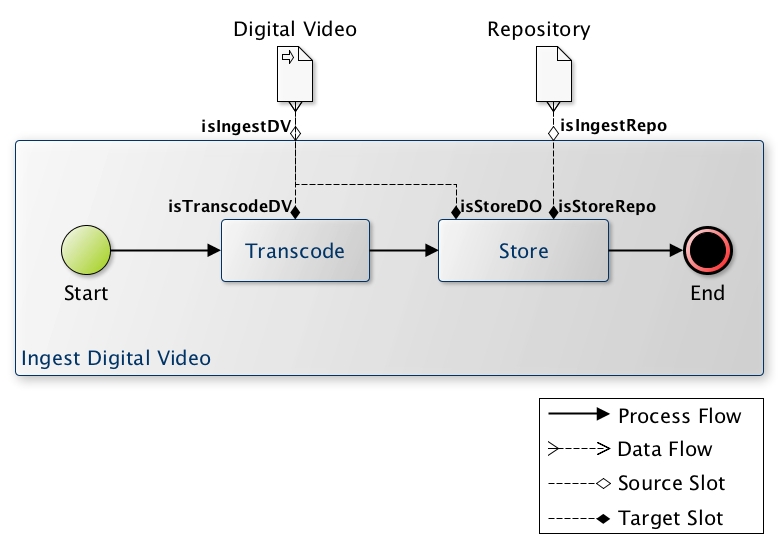 Digital Video
Repository
isIngestDV
isIngestRepo
isTranscodeDV
isStoreDO
isStoreRepo
Transcode
Store
Start
End
Ingest Digital Video
Process Flow
Data Flow
Source Slot
Target Slot